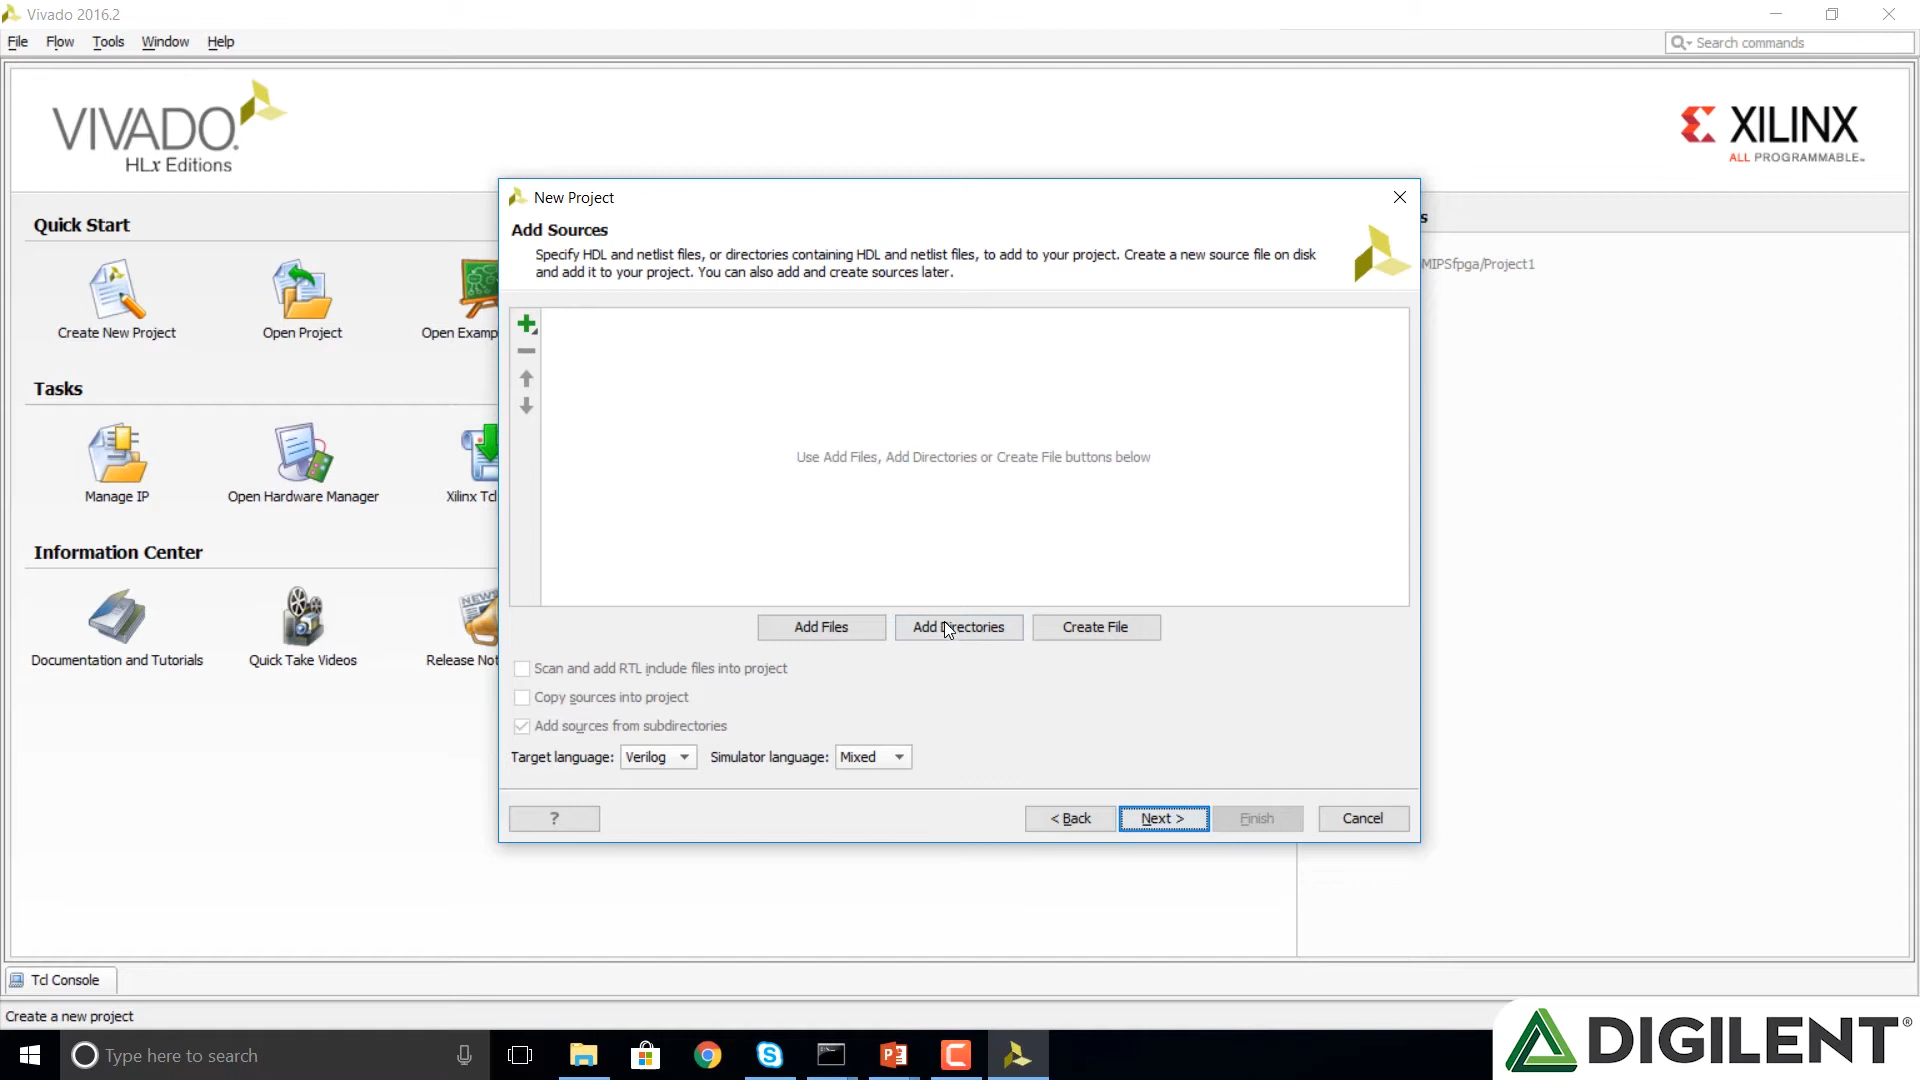 Vivado 2016.2
File Flow Tools Window Help
Search commands
VIVADO.
HLx Editions
XILINX
ALL PROGRAMMABLE™
Quick Start
Create New Project
Open Project
Open Examp
Tasks
Manage IP
Open Hardware Manager
Xilinx Tcl
Information Center
Documentation and Tutorials
Quick Take Videos
Release Not
s
MIPSfpga/Project1
New Project
Add Sources
Specify HDL and netlist files, or directories containing HDL and netlist files, to add to your project. Create a new source file on disk
and add it to your project. You can also add and create sources later.
Use Add Files, Add Directories or Create File buttons below
Add Files
Add Directories
Create File
Scan and add RTL include files into project
Copy sources into project
Add sources from subdirectories
Target language: Verilog Simulator language: Mixed
?
< Back
Next >
Finish
Cancel
Tcl Console
Create a new project
Type here to search
DIGILENT®